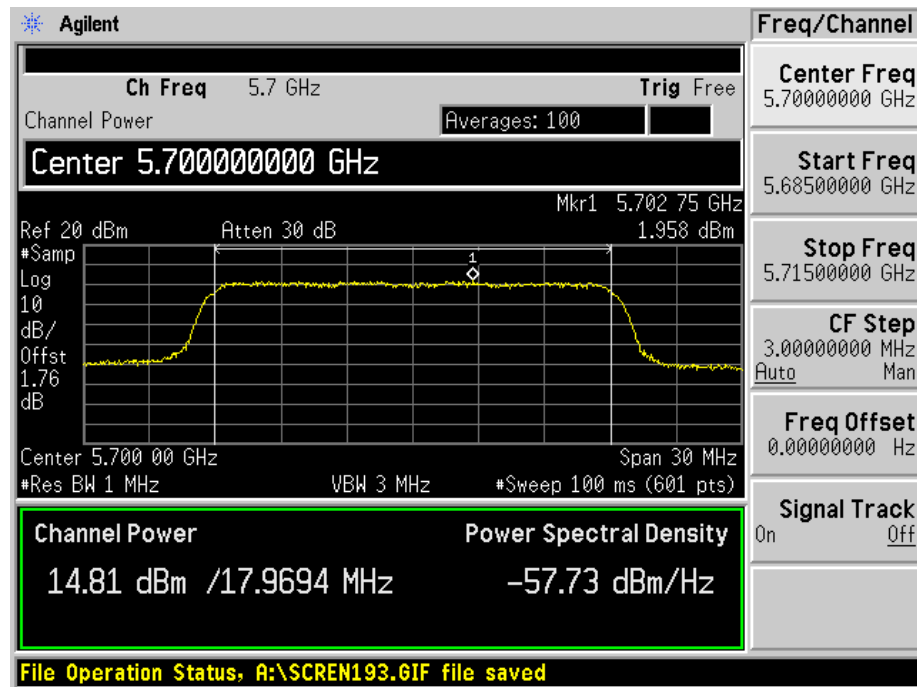 Agilent
Freq/Channel
Ch Freq 5.7 GHz Trig Free
Channel Power Averages: 100
Center 5.700000000 GHz
Mkr1 5.702 75 GHz
Ref 20 dBm Atten 30 dB 1.958 dBm
#Samp
Log
10
dB/
Offst
1.76
dB
1
Center 5.700 00 GHz Span 30 MHz
#Res BW 1 MHz VBW 3 MHz #Sweep 100 ms (601 pts)
Channel Power Power Spectral Density
14.81 dBm /17.9694 MHz -57.73 dBm/Hz
File Operation Status, A:\SCREN193.GIF file saved
Center Freq
5.70000000 GHz
Start Freq
5.68500000 GHz
Stop Freq
5.71500000 GHz
CF Step
3.00000000 MHz
Auto Man
Freq Offset
0.00000000 Hz
Signal Track
On Off